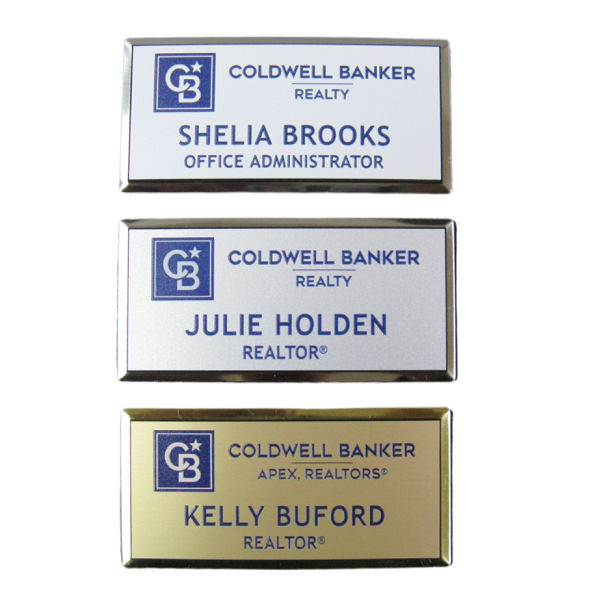 CB
COLDWELL BANKER
REALTY
SHELIA BROOKS
OFFICE ADMINISTRATOR
CB
COLDWELL BANKER
REALTY
JULIE HOLDEN
REALTOR®
CB
COLDWELL BANKER
APEX, REALTORS®
KELLY BUFORD
REALTOR®